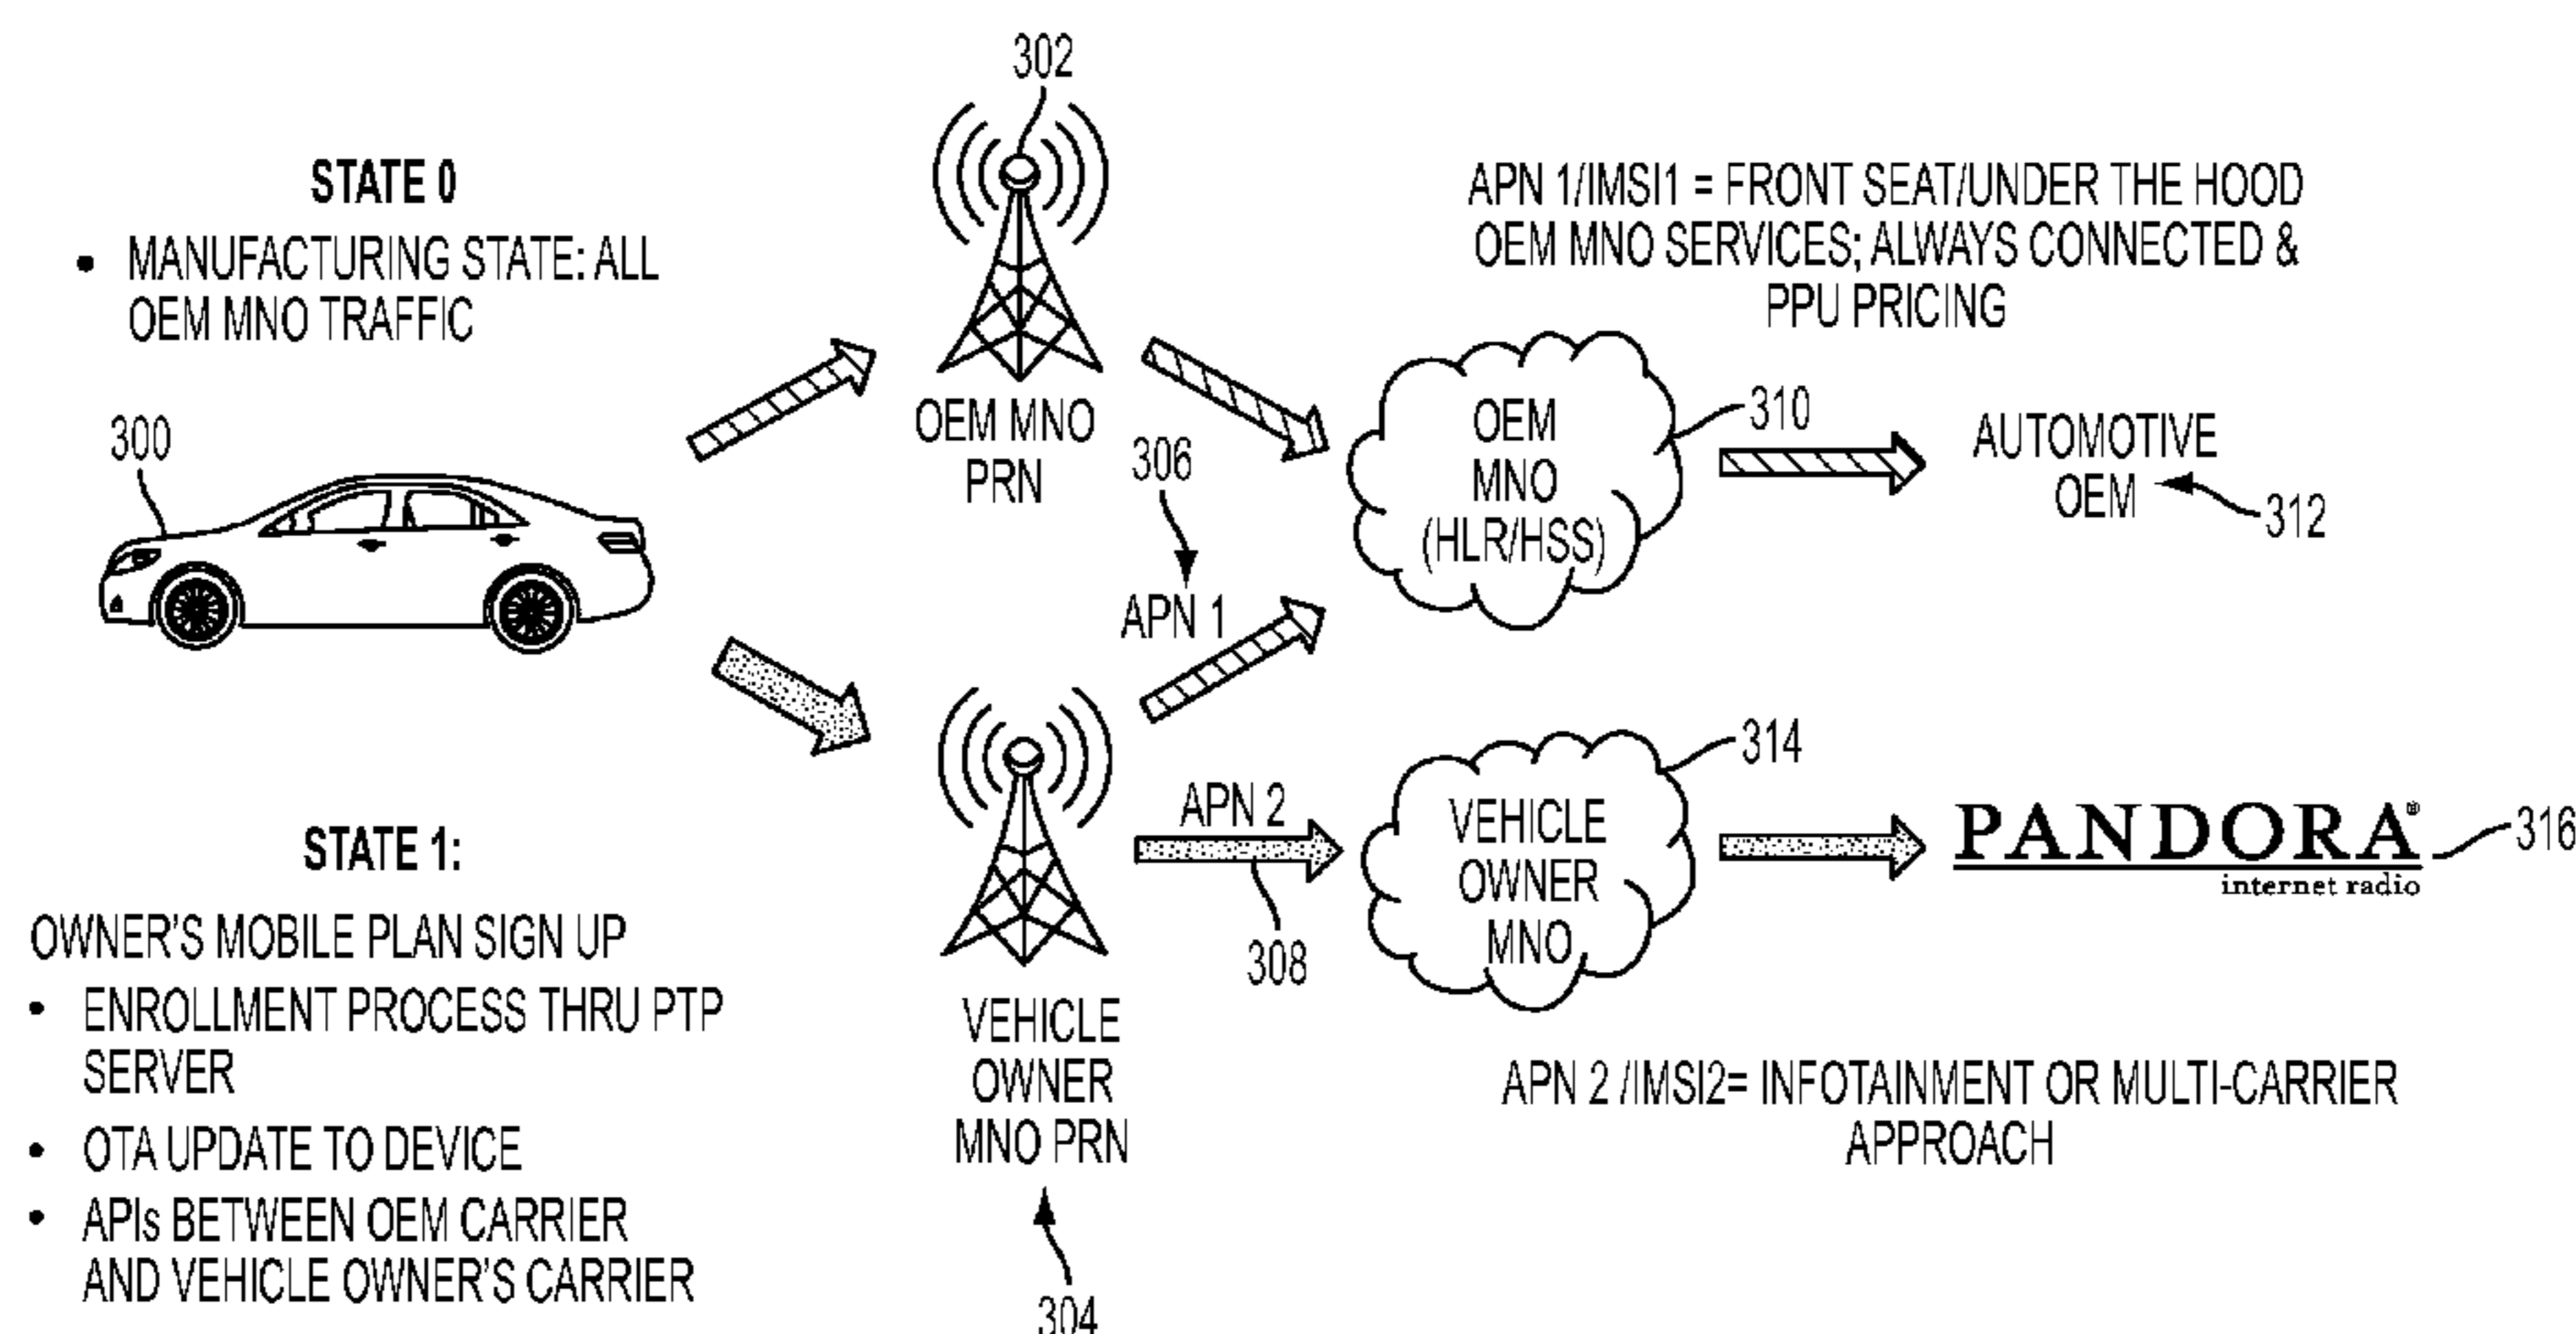 302
STATE 0
• MANUFACTURING STATE: ALL
OEM MNO TRAFFIC
APN 1/IMSI1 = FRONT SEAT/UNDER THE HOOD
OEM MNO SERVICES; ALWAYS CONNECTED &
PPU PRICING
300
OEM MNO
PRN
306
APN 1
OEM
MNO
(HLR/HSS)
310
AUTOMOTIVE
OEM
312
STATE 1:
OWNER'S MOBILE PLAN SIGN UP
• ENROLLMENT PROCESS THRU PTP
SERVER
• OTA UPDATE TO DEVICE
• APIs BETWEEN OEM CARRIER
AND VEHICLE OWNER'S CARRIER
VEHICLE
OWNER
MNO PRN
304
APN 2
308
VEHICLE
OWNER
MNO
314
PANDORA®
internet radio
316
APN 2 /IMSI2= INFOTAINMENT OR MULTI-CARRIER
APPROACH